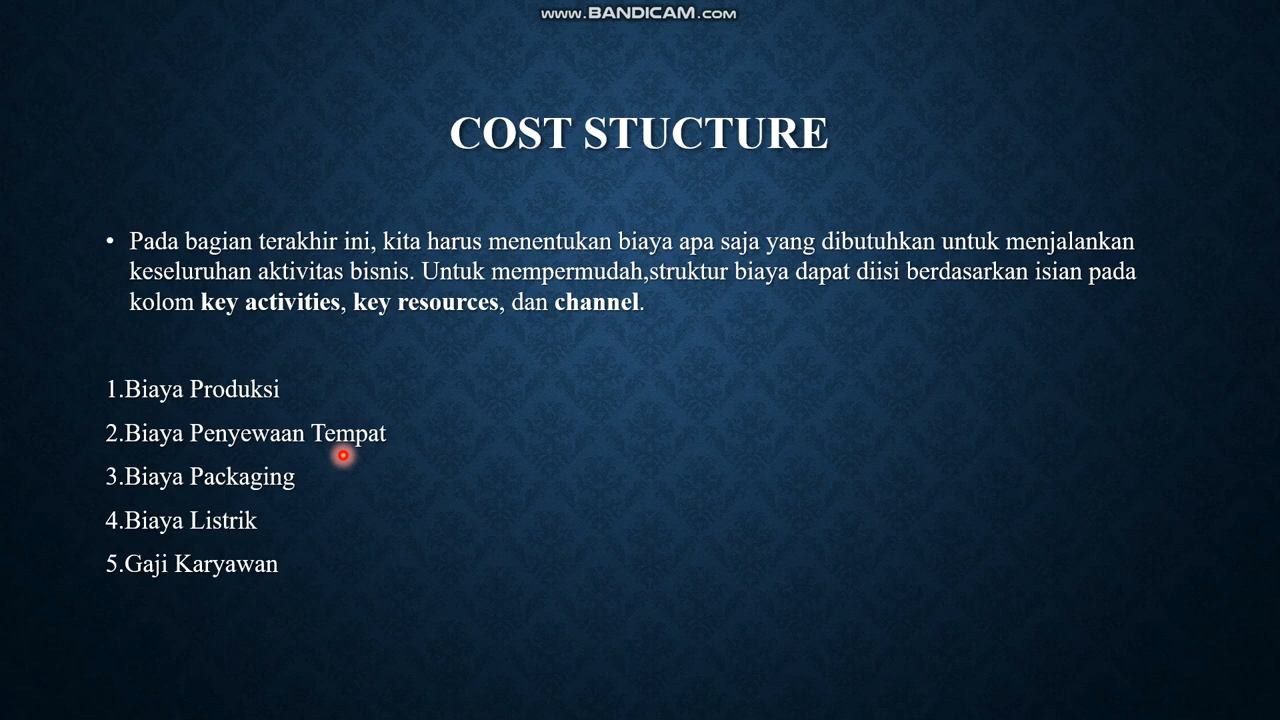 www.BANDICAM.com
COST STUCTURE
• Pada bagian terakhir ini, kita harus menentukan biaya apa saja yang dibutuhkan untuk menjalankan
keseluruhan aktivitas bisnis. Untuk mempermudah,struktur biaya dapat diisi berdasarkan isian pada
kolom key activities, key resources, dan channel.
1.Biaya Produksi
2.Biaya Penyewaan Tempat
3.Biaya Packaging
4.Biaya Listrik
5.Gaji Karyawan